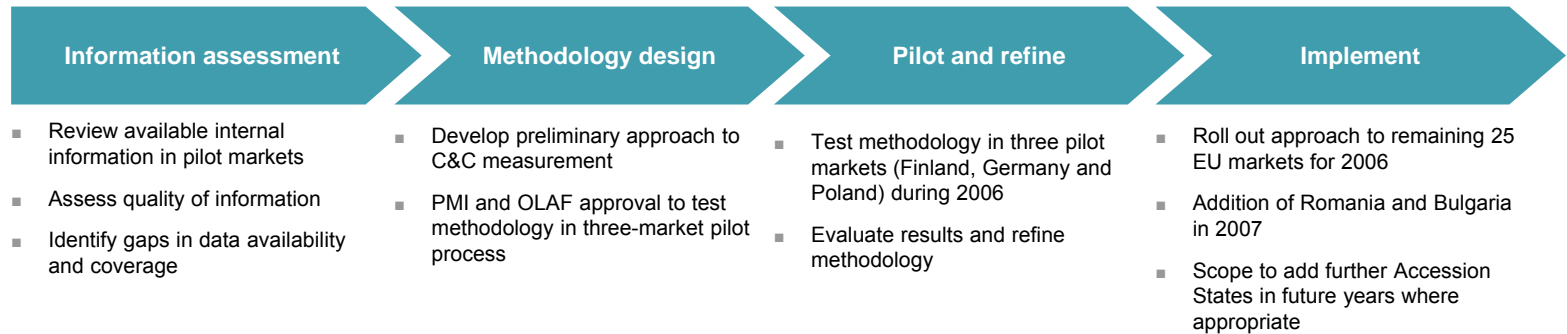 Information assessment
■ Review available internal
information in pilot markets
■ Assess quality of information
■ Identify gaps in data availability
and coverage
Methodology design
■ Develop preliminary approach to
C&C measurement
■ PMI and OLAF approval to test
methodology in three-market pilot
process
Pilot and refine
■ Test methodology in three pilot
markets (Finland, Germany and
Poland) during 2006
■ Evaluate results and refine
methodology
Implement
■ Roll out approach to remaining 25
EU markets for 2006
■ Addition of Romania and Bulgaria
in 2007
■ Scope to add further Accession
States in future years where
appropriate